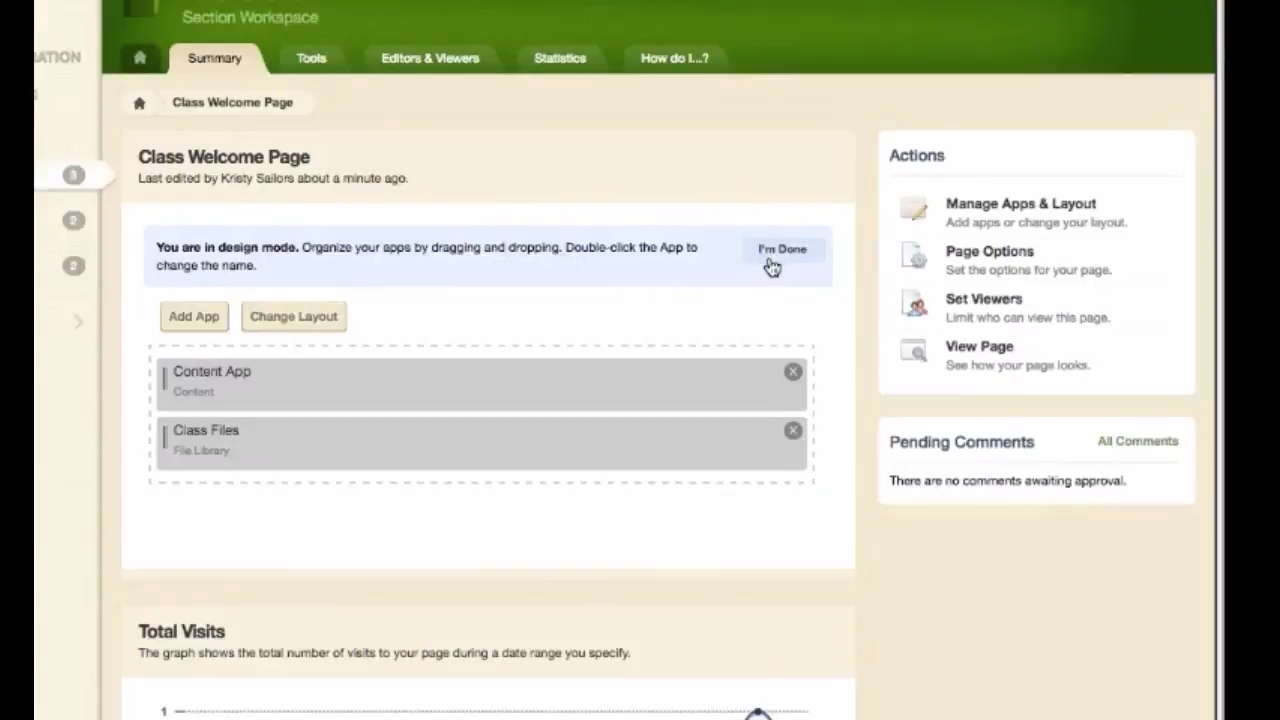 Section Workspace
RATION
Summary
Tools
Editors & Viewers
Statistics
How do I...?
Class Welcome Page
Class Welcome Page
Last edited by Kristy Sailors about a minute ago.
3
2
2
You are in design mode. Organize your apps by dragging and dropping. Double-click the App to
change the name.
I'm Done
Add App
Change Layout
Content App
Content
Class Files
File Library
Total Visits
The graph shows the total number of visits to your page during a date range you specify.
1
Actions
Manage Apps & Layout
Add apps or change your layout.
Page Options
Set the options for your page.
Set Viewers
Limit who can view this page.
View Page
See how your page looks.
Pending Comments
All Comments
There are no comments awaiting approval.